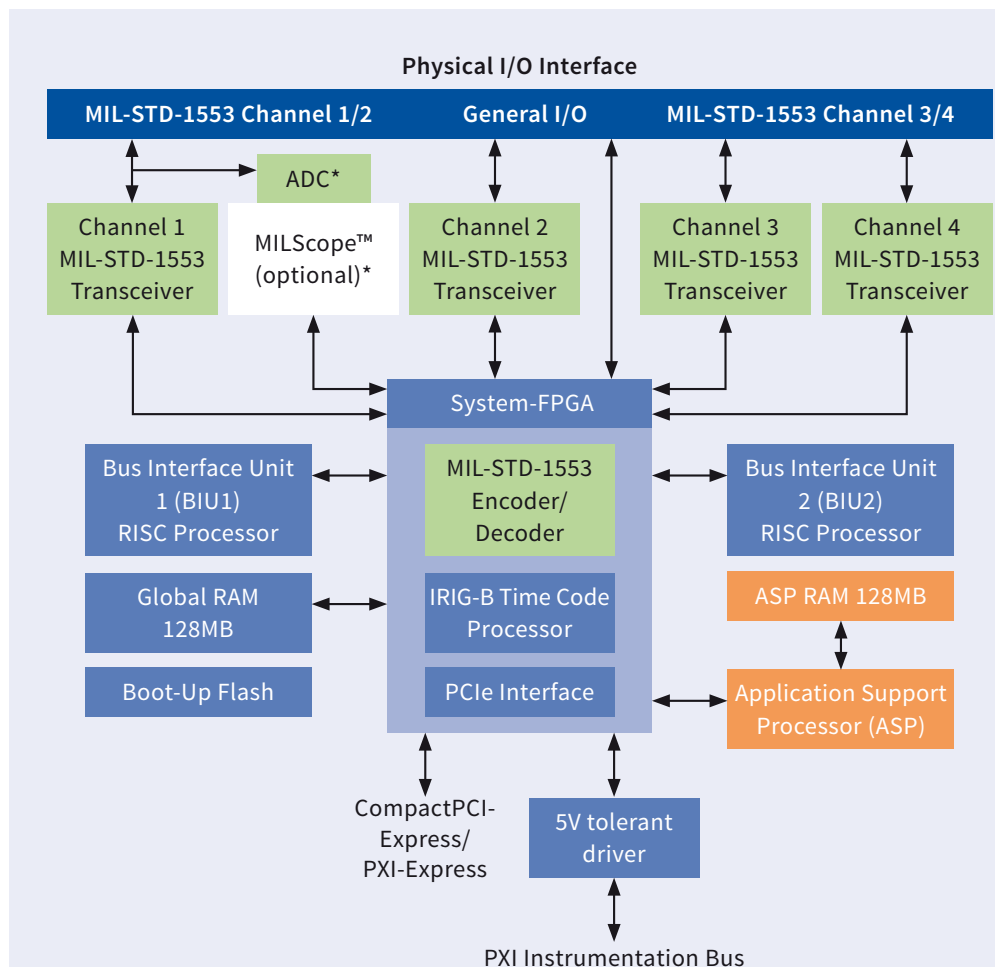 Physical I/O Interface
MIL-STD-1553 Channel 1/2
General I/O
MIL-STD-1553 Channel 3/4
ADC*
Channel 1
MIL-STD-1553
Transceiver
MILScope™
(optional)*
Channel 2
MIL-STD-1553
Transceiver
Channel 3
MIL-STD-1553
Transceiver
Channel 4
MIL-STD-1553
Transceiver
System-FPGA
Bus Interface Unit
1 (BIU1)
RISC Processor
MIL-STD-1553
Encoder/
Decoder
Bus Interface Unit
2 (BIU2)
RISC Processor
Global RAM
128MB
IRIG-B Time Code
Processor
ASP RAM 128MB
Boot-Up Flash
PCIe Interface
Application Support
Processor (ASP)
CompactPCI-
Express/
PXI-Express
5V tolerant
driver
PXI Instrumentation Bus